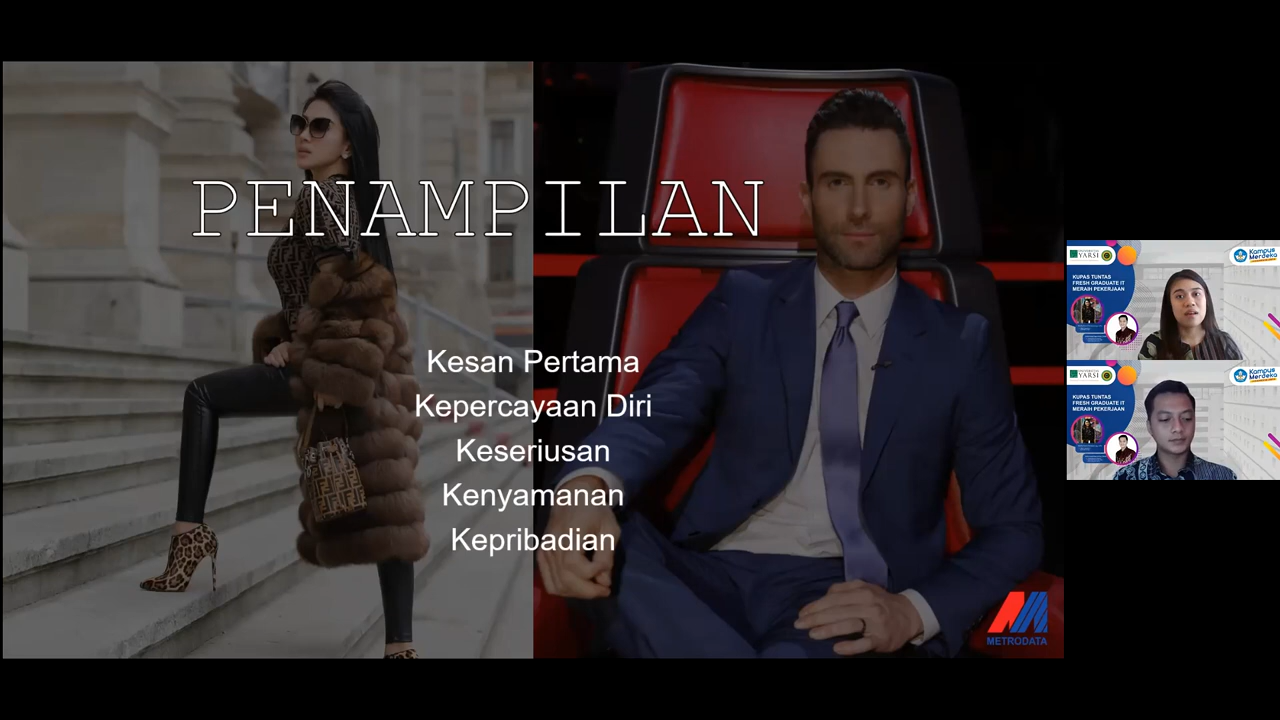 PENAMPILAN
Kesan Pertama
Kepercayaan Diri
Keseriusan
Kenyamanan
Kepribadian
METRODATA
YARSI
Kampus
Merdeka
KUPAS TUNTAS
FRESH GRADUATE IT
MERAIH PEKERJAAN
YARSI
Kampus
Merdeka
KUPAS TUNTAS
FRESH GRADUATE IT
MERAIH PEKERJAAN